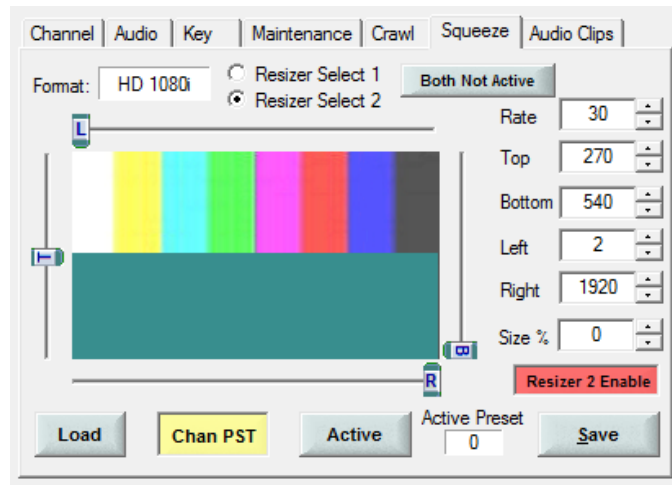 Channel Audio Key Maintenance Crawl Squeeze Audio Clips
Format: HD 1080i Resizer Select 1 Both Not Active
Resizer Select 2
Rate 30
L
Top 270
Bottom 540
T Left 2
Right 1920
Size % 0
B
R Resizer 2 Enable
Load Chan PST Active Active Preset 0 Save